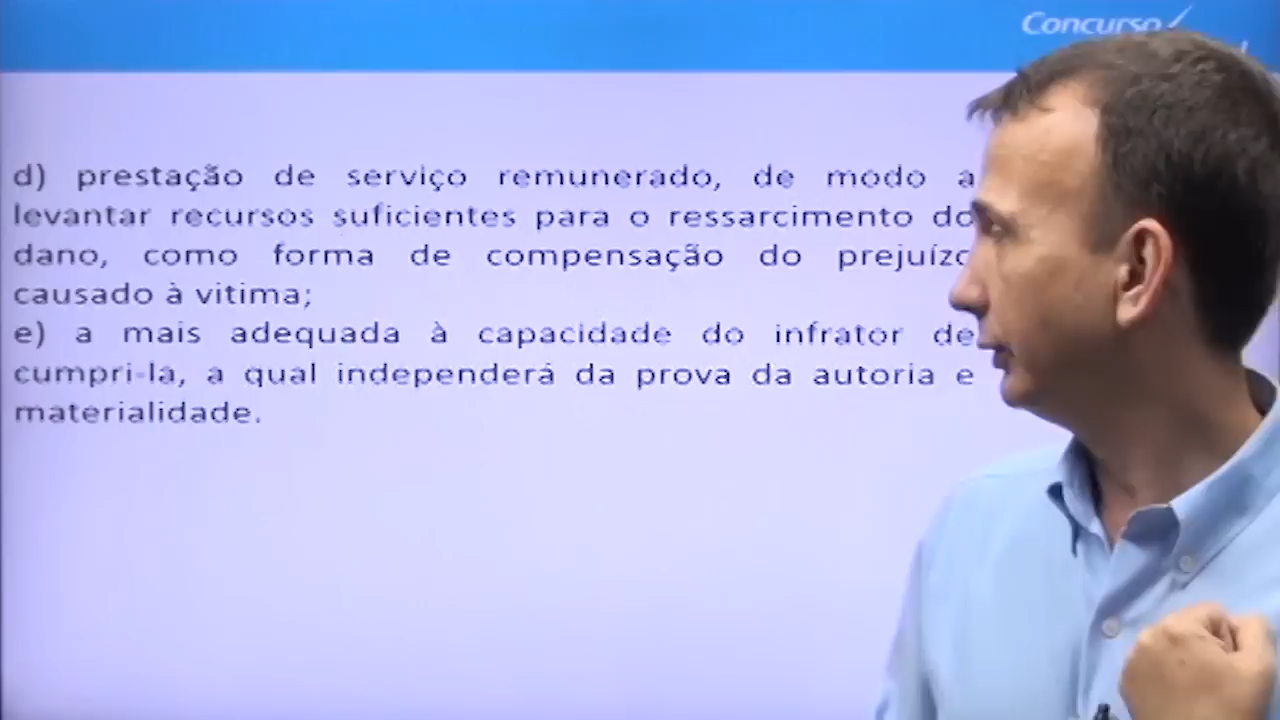 Concurso
d) prestação de serviço remunerado, de modo a
levantar recursos suficientes para o ressarcimento do
dano, como forma de compensação do prejuízo
causado à vitima;
e) a mais adequada à capacidade do infrator de
cumpri-la, a qual independerá da prova da autoria e
materialidade.